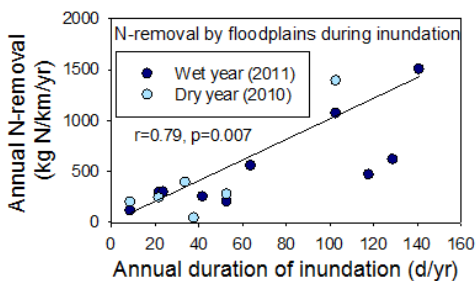 N-removal by floodplains during inundation
Wet year (2011)
Dry year (2010)
r=0.79, p=0.007
Annual N-removal
(kg N/km/yr)
2000
1500
1000
500
0
0 20 40 60 80 100 120 140 160
Annual duration of inundation (d/yr)